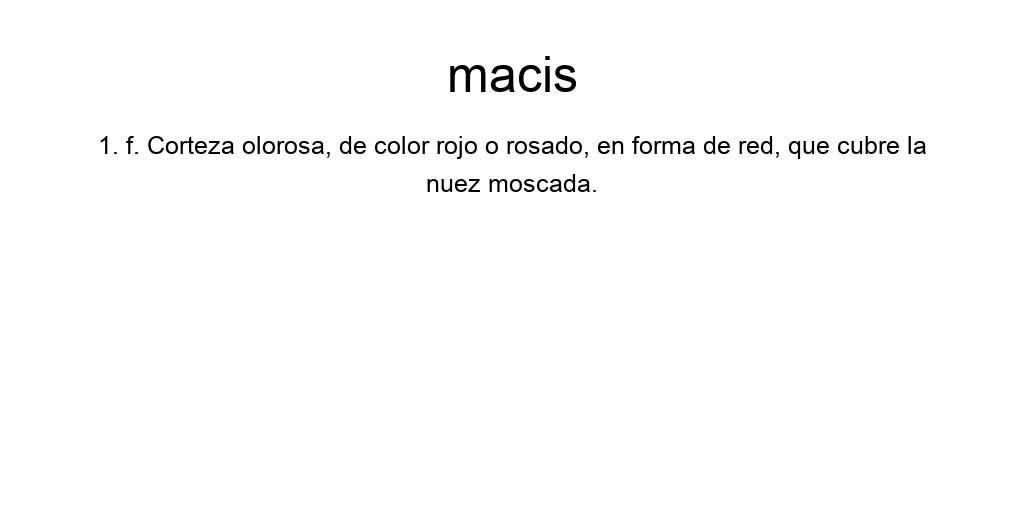 macis
1. f. Corteza olorosa, de color rojo o rosado, en forma de red, que cubre la
nuez moscada.